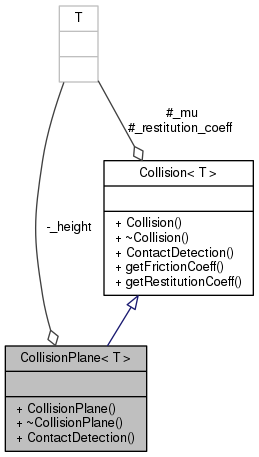 T
#_mu
#_restitution_coeff
Collision< T >
+ Collision()
+ ~Collision()
+ ContactDetection()
+ getFrictionCoeff()
+ getRestitutionCoeff()
-_height
CollisionPlane< T >
+ CollisionPlane()
+ ~CollisionPlane()
+ ContactDetection()